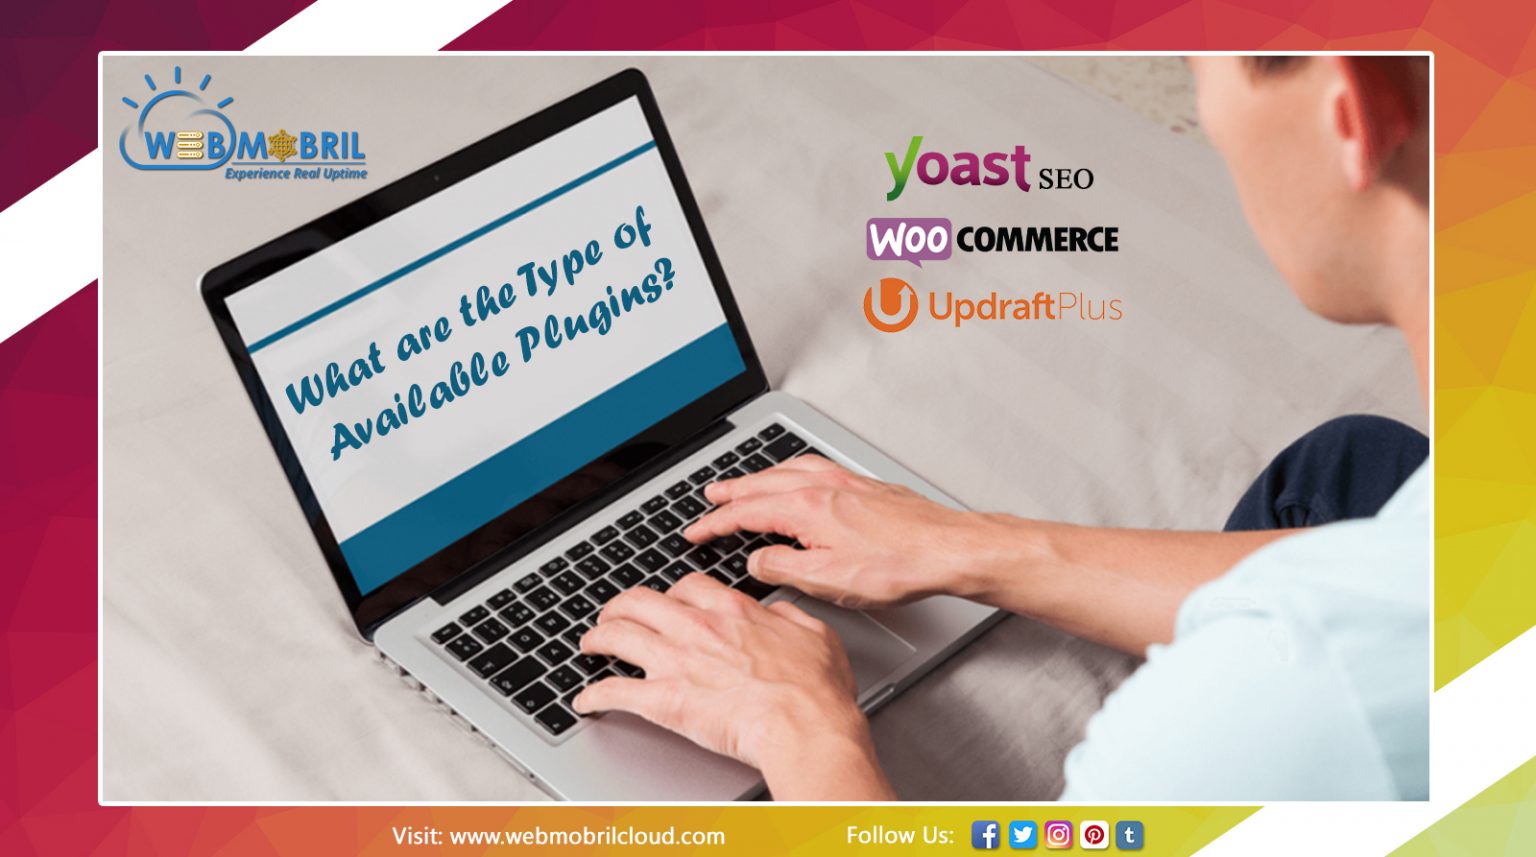 WEBMOBRIL
Experience Real Uptime
What are the Type Of
Available Plugins?
yoast SEO
WOO COMMERCE
UpdraftPlus
Visit: www.webmobrilcloud.com
Follow Us: